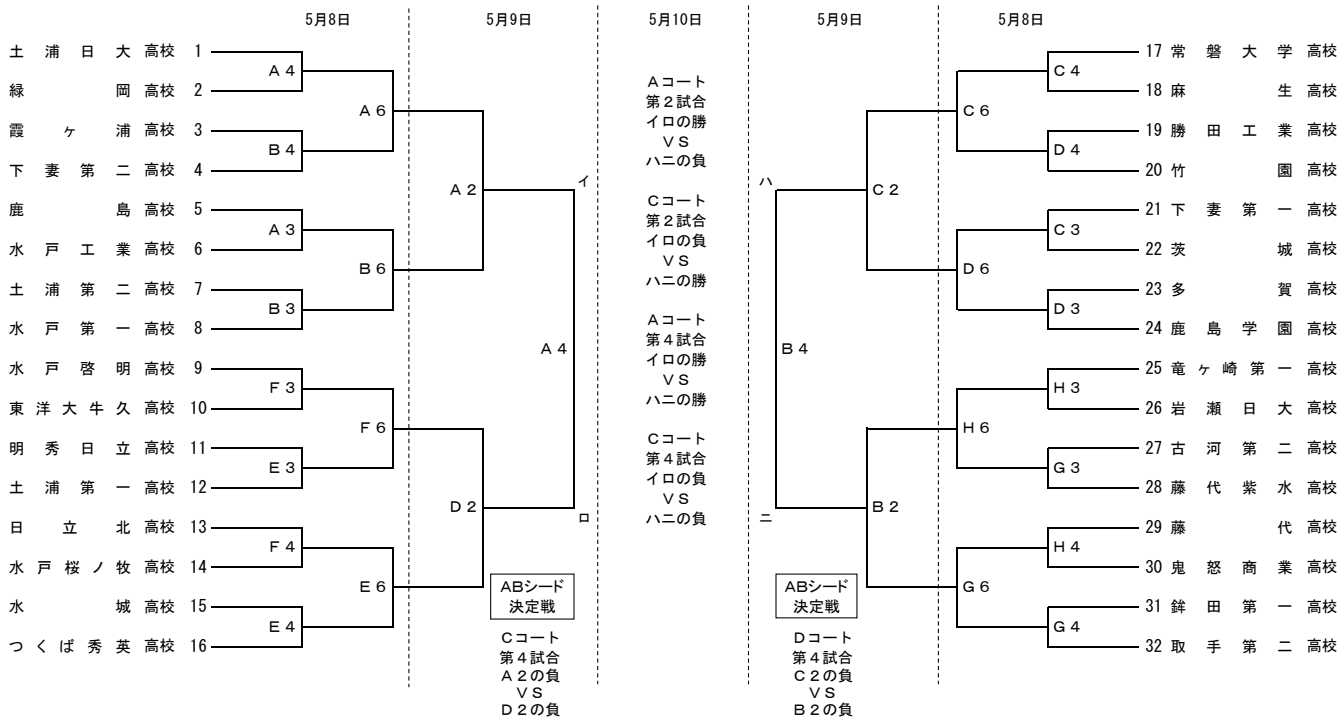 5月8日 5月9日 5月10日 5月9日 5月8日
土浦日大 高校 1
緑岡 高校 2
霞ヶ浦 高校 3
下妻第二 高校 4
鹿島 高校 5
水戸工業 高校 6
土浦第二 高校 7
水戸第一 高校 8
水戸啓明 高校 9
東洋大牛久 高校 10
明秀日立 高校 11
土浦第一 高校 12
日立北 高校 13
水戸桜ノ牧 高校 14
水城 高校 15
つくば秀英 高校 16
A4
B4
A3
B3
F3
E3
F4
E4
A6
B6
F6
E6
A2
D2
イ
A4
ロ
ABシード
決定戦
Cコート
第4試合
A2の負
VS
D2の負
Aコート
第2試合
イロの勝
VS
ハニの負
Cコート
第2試合
イロの負
VS
ハニの勝
Aコート
第4試合
イロの勝
VS
ハニの勝
Cコート
第4試合
イロの負
VS
ハニの負
ハ
B4
ニ
C2
B2
ABシード
決定戦
Dコート
第4試合
C2の負
VS
B2の負
C6
D6
H6
G6
C4
D4
C3
D3
H3
G3
H4
G4
17 常磐大学 高校
18 麻生 高校
19 勝田工業 高校
20 竹園 高校
21 下妻第一 高校
22 茨城 高校
23 多賀 高校
24 鹿島学園 高校
25 竜ヶ崎第一 高校
26 岩瀬日大 高校
27 古河第二 高校
28 藤代紫水 高校
29 藤代 高校
30 鬼怒商業 高校
31 鉾田第一 高校
32 取手第二 高校